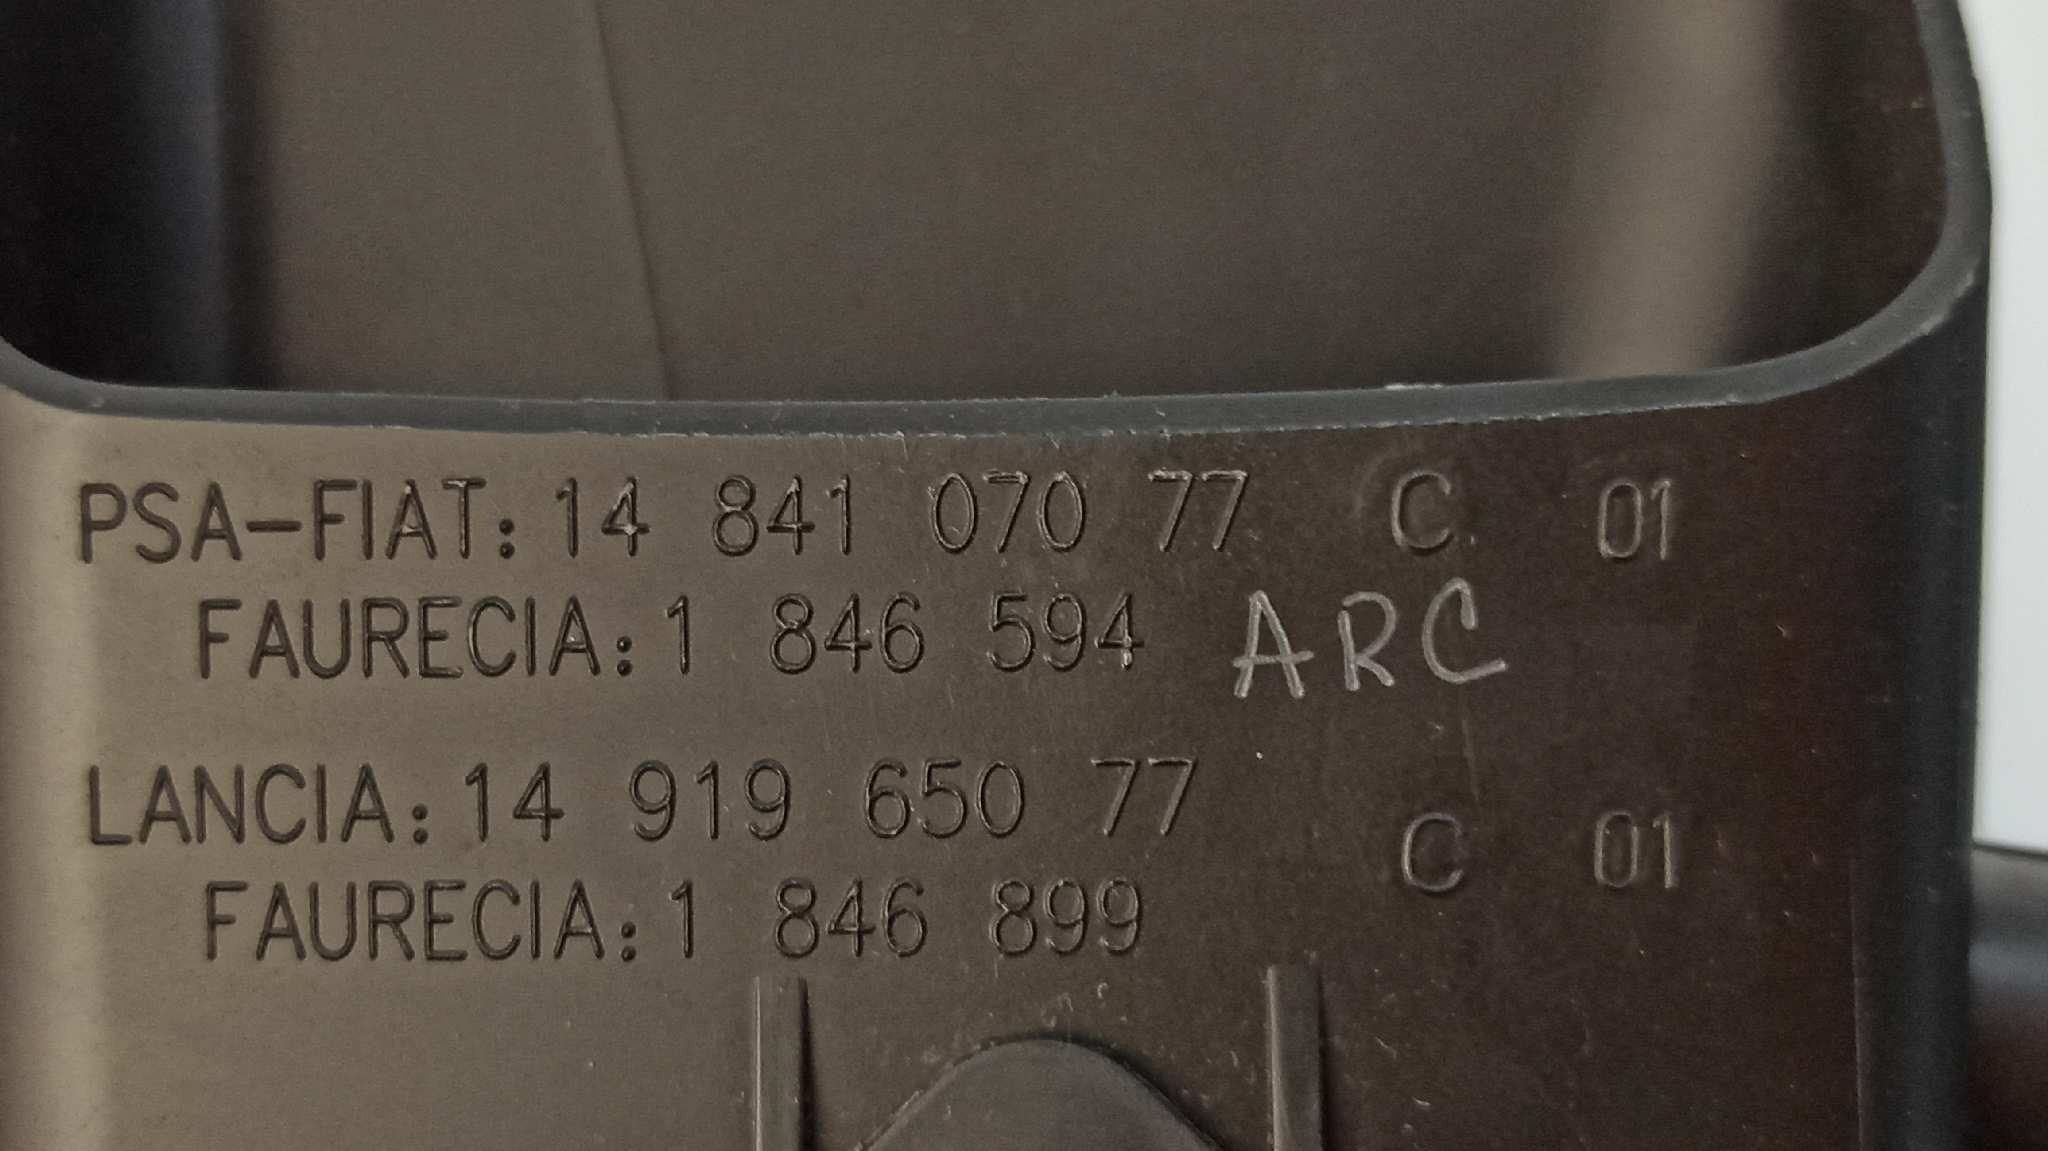 PSA-FIAT: 14 841 070 77 C 01
FAURECIA: 1 846 594 ARC
LANCIA: 14 919 650 77 C 01
FAURECIA: 1 846 899